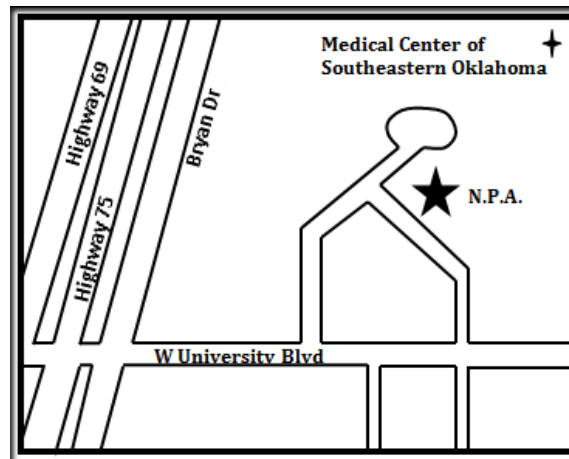 Medical Center of
Southeastern Oklahoma
Highway 69
Highway 75
Bryan Dr
N.P.A.
W University Blvd